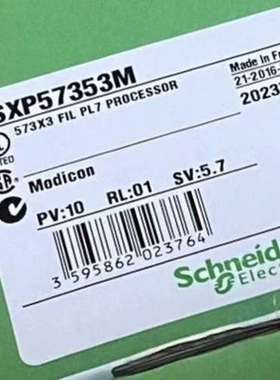 SXP57353M
573X3 FIL PL7 PROCESSOR
Made in Fr
21-2016-
2023
Modicon
PV:10 RL:01 SV:5.7
3 595862 023764
Schneid
Elec